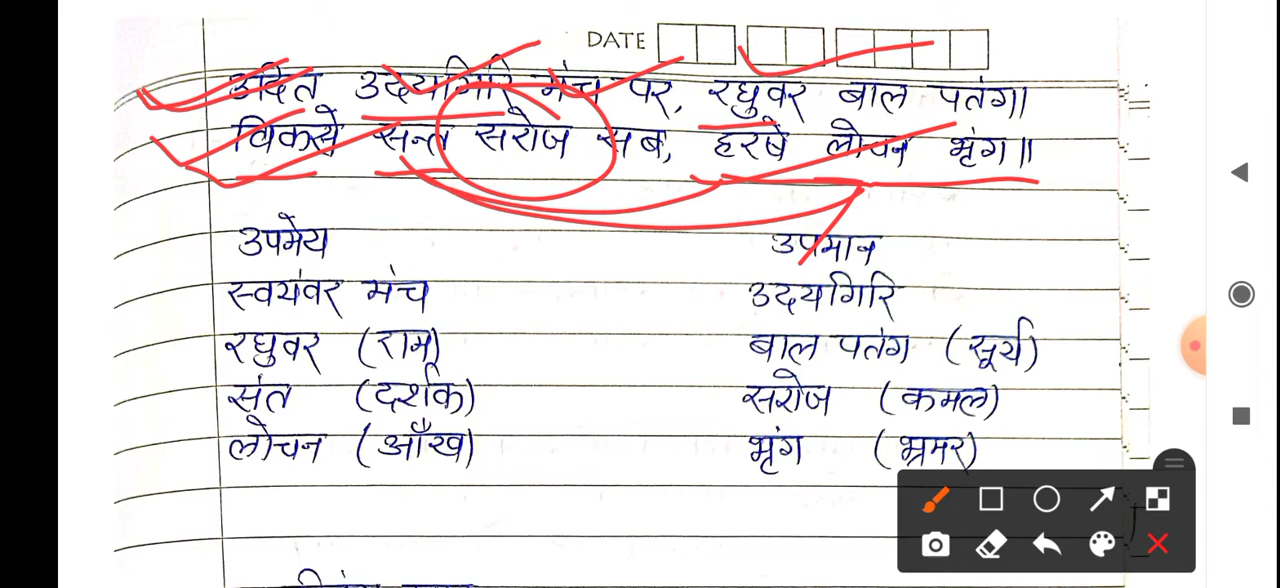 DATE
उदित उदयगिरि मंच पर, रघुवर बाल पतंग।
विकसे सन्त सरोज सब, हरषे लोचन भृंग॥
उपमेय उपमान
स्वयंवर मंच उदयगिरि
रघुवर (राम) बाल पतंग (सूर्य)
संत (दर्शक) सरोज (कमल)
लोचन (आँख) भृंग (भ्रमर)